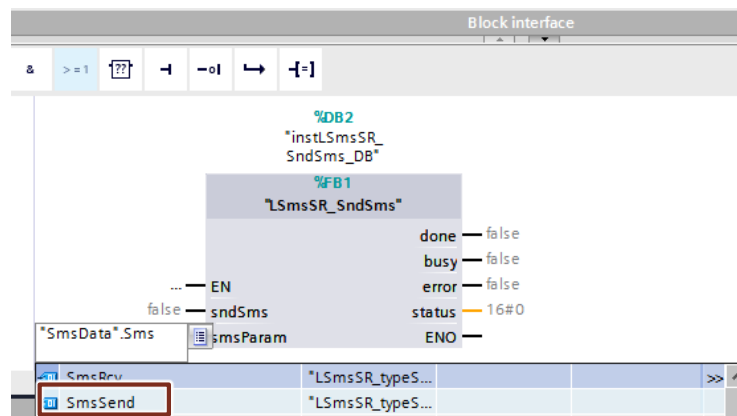 Block interface
& >=1 ?? -o| -[=]
%DB2
"instLSmsSR_
SndSms_DB"
%FB1
"LSmsSR_SndSms"
done false
busy false
... EN error false
false sndSms status 16#0
"SmsData".Sms smsParam ENO
SmsRcv "LSmsSR_typeS... >>
SmsSend "LSmsSR_typeS...